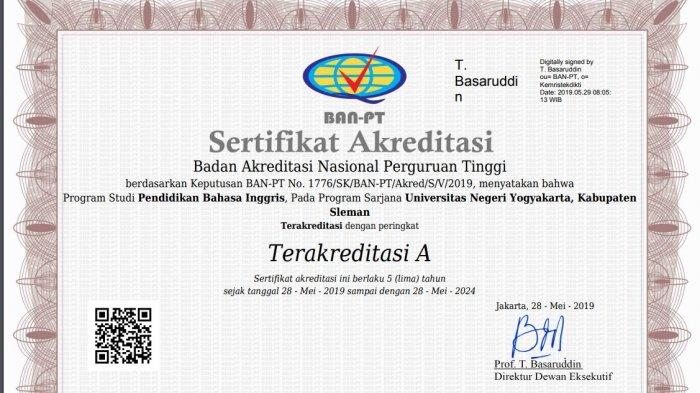 T.
Basaruddi
n
Digitally signed by
T. Basaruddin
ou= BAN-PT, o=
Kemristekdikti
Date: 2019.05.29 08:05:
13 WIB
BAN-PT
Sertifikat Akreditasi
Badan Akreditasi Nasional Perguruan Tinggi
berdasarkan Keputusan BAN-PT No. 1776/SK/BAN-PT/Akred/S/V/2019, menyatakan bahwa
Program Studi Pendidikan Bahasa Inggris, Pada Program Sarjana Universitas Negeri Yogyakarta, Kabupaten
Sleman
Terakreditasi dengan peringkat
Terakreditasi A
Sertifikat akreditasi ini berlaku 5 (lima) tahun
sejak tanggal 28 - Mei - 2019 sampai dengan 28 - Mei - 2024
Jakarta, 28 - Mei - 2019
Prof. T. Basaruddin
Direktur Dewan Eksekutif